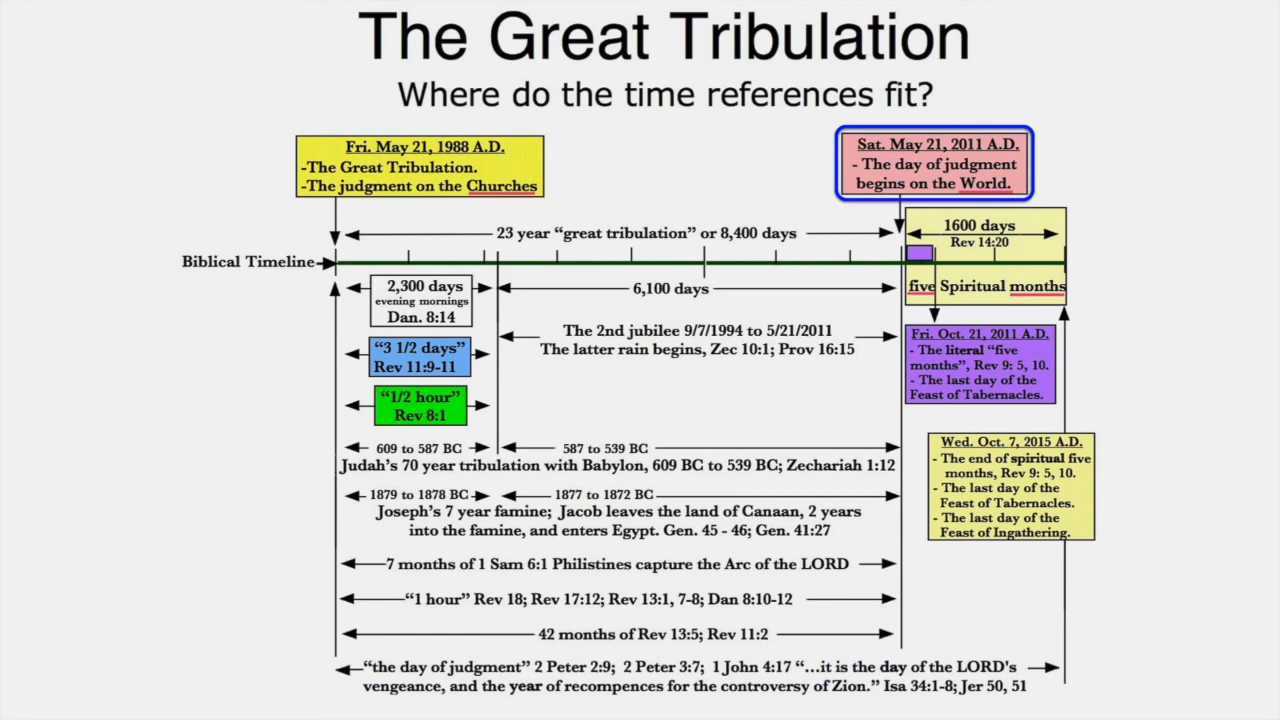 The Great Tribulation
Where do the time references fit?
Fri. May 21, 1988 A.D.
-The Great Tribulation.
-The judgment on the Churches
Sat. May 21, 2011 A.D.
- The day of judgment
begins on the World.
23 year “great tribulation” or 8,400 days
1600 days
Rev 14:20
Biblical Timeline
2,300 days
evening mornings
Dan. 8:14
6,100 days
five Spiritual months
“3 1/2 days”
Rev 11:9-11
The 2nd jubilee 9/7/1994 to 5/21/2011
The latter rain begins, Zec 10:1; Prov 16:15
Fri. Oct. 21, 2011 A.D.
- The literal “five
months”, Rev 9: 5, 10.
- The last day of the
Feast of Tabernacles.
“1/2 hour”
Rev 8:1
609 to 587 BC
587 to 539 BC
Judah’s 70 year tribulation with Babylon, 609 BC to 539 BC; Zechariah 1:12
Wed. Oct. 7, 2015 A.D.
- The end of spiritual five
months, Rev 9: 5, 10.
- The last day of the
Feast of Tabernacles.
- The last day of the
Feast of Ingathering.
1879 to 1878 BC
1877 to 1872 BC
Joseph’s 7 year famine; Jacob leaves the land of Canaan, 2 years
into the famine, and enters Egypt. Gen. 45 - 46; Gen. 41:27
7 months of 1 Sam 6:1 Philistines capture the Arc of the LORD
“1 hour” Rev 18; Rev 17:12; Rev 13:1, 7-8; Dan 8:10-12
42 months of Rev 13:5; Rev 11:2
“the day of judgment” 2 Peter 2:9; 2 Peter 3:7; 1 John 4:17 “...it is the day of the LORD's
vengeance, and the year of recompences for the controversy of Zion.” Isa 34:1-8; Jer 50, 51